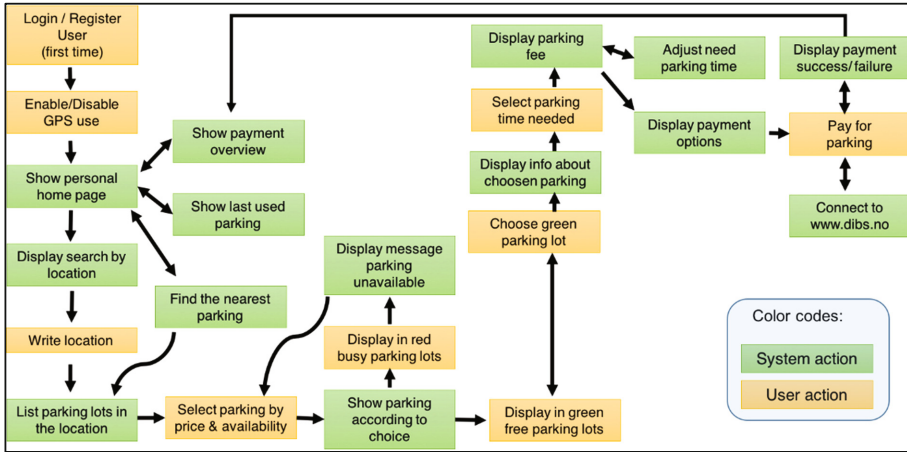 Login / Register
User
(first time)
Enable/Disable
GPS use
Show personal
home page
Display search by
location
Write location
List parking lots in
the location
Show payment
overview
Show last used
parking
Find the nearest
parking
Select parking by
price & availability
Display message
parking
unavailable
Display in red
busy parking lots
Show parking
according to
choice
Display parking
fee
Select parking
time needed
Display info about
choosen parking
Choose green
parking lot
Display in green
free parking lots
Adjust need
parking time
Display payment
options
Display payment
success/failure
Pay for
parking
Connect to
www.dibs.no
Color codes:
System action
User action